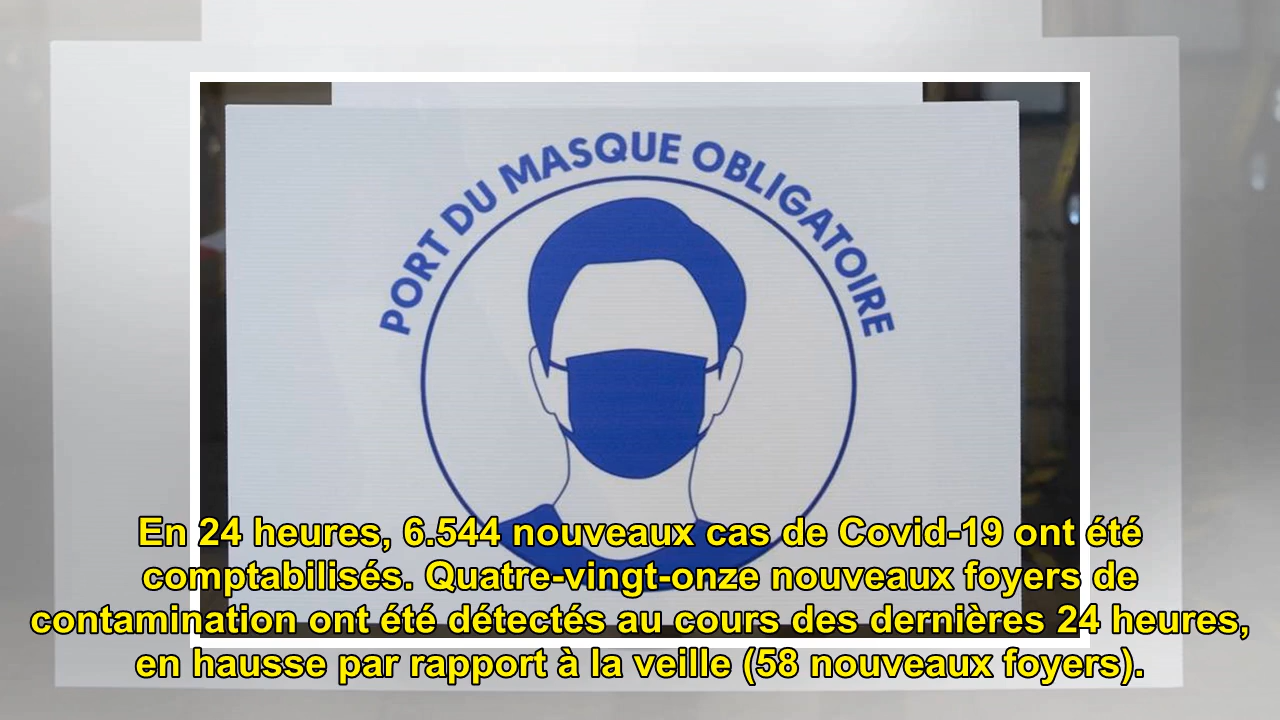 PORT DU MASQUE OBLIGATOIRE
En 24 heures, 6.544 nouveaux cas de Covid-19 ont été
comptabilisés. Quatre-vingt-onze nouveaux foyers de
contamination ont été détectés au cours des dernières 24 heures,
en hausse par rapport à la veille (58 nouveaux foyers).